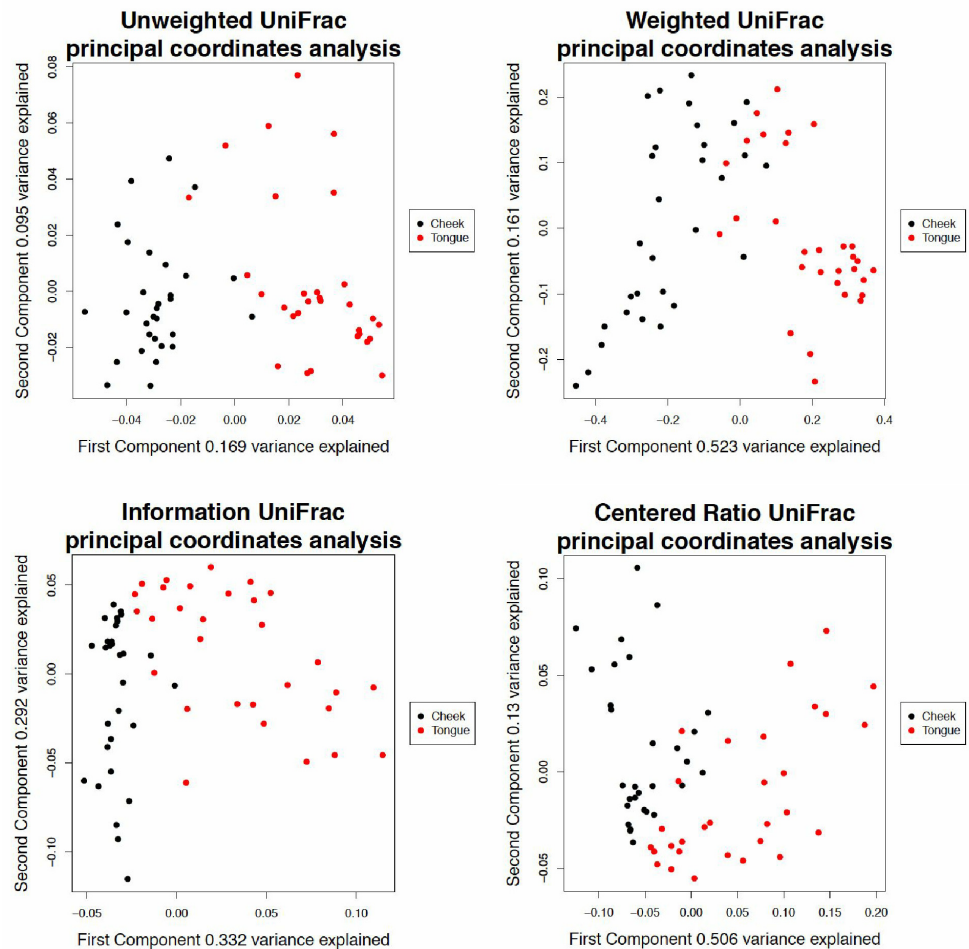 Unweighted UniFrac
principal coordinates analysis
Second Component 0.095 variance explained
0.08
0.06
0.04
0.02
0.00
−0.02
−0.04
−0.02
0.00
0.02
0.04
First Component 0.169 variance explained
Cheek
Tongue
Weighted UniFrac
principal coordinates analysis
Second Component 0.161 variance explained
0.2
0.1
0.0
−0.1
−0.2
−0.4
−0.2
0.0
0.2
0.4
First Component 0.523 variance explained
Cheek
Tongue
Information UniFrac
principal coordinates analysis
Second Component 0.292 variance explained
0.05
0.00
−0.05
−0.10
−0.05
0.00
0.05
0.10
First Component 0.332 variance explained
Cheek
Tongue
Centered Ratio UniFrac
principal coordinates analysis
Second Component 0.13 variance explained
0.10
0.05
0.00
−0.05
−0.10
−0.05
0.00
0.05
0.10
0.15
0.20
First Component 0.506 variance explained
Cheek
Tongue